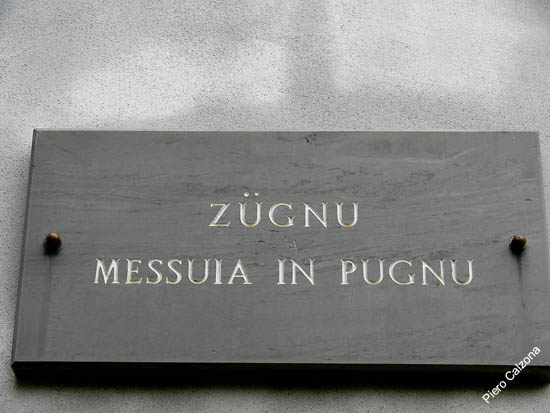 ZÜGNU
MESSUIA IN PUGNU
Piero Calzona